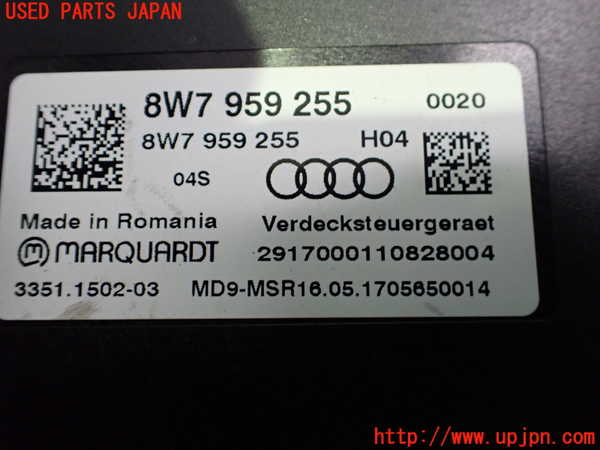 USED PARTS JAPAN
8W7 959 255 0020
8W7 959 255 H04
04S
Made in Romania Verdecksteuergeraet
MARQUARDT 2917000110828004
3351.1502-03 MD9-MSR16.05.1705650014
http://www.upjpn.com